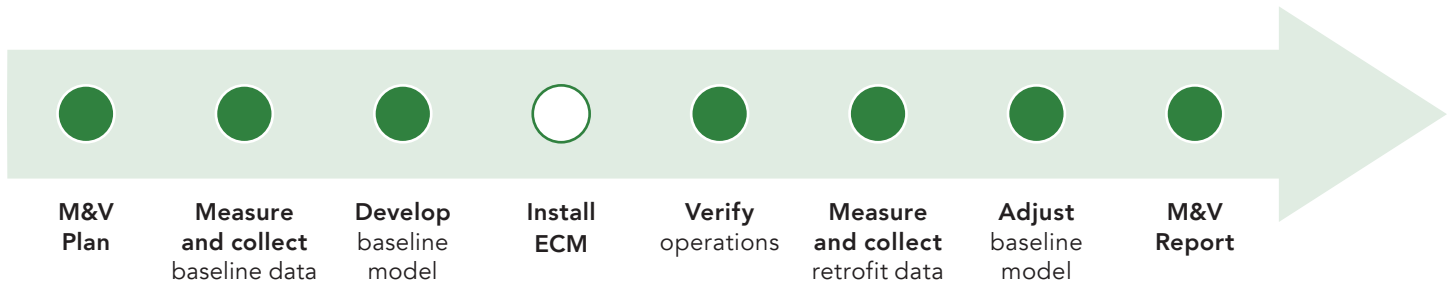 M&V
Plan
Measure
and collect
baseline data
Develop
baseline
model
Install
ECM
Verify
operations
Measure
and collect
retrofit data
Adjust
baseline
model
M&V
Report